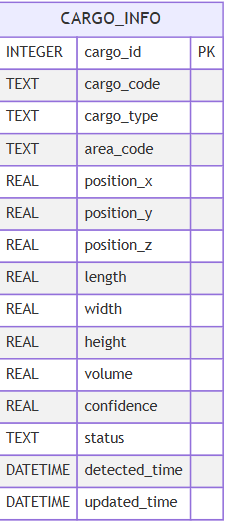 CARGO_INFO
INTEGER cargo_id PK
TEXT cargo_code
TEXT cargo_type
TEXT area_code
REAL position_x
REAL position_y
REAL position_z
REAL length
REAL width
REAL height
REAL volume
REAL confidence
TEXT status
DATETIME detected_time
DATETIME updated_time